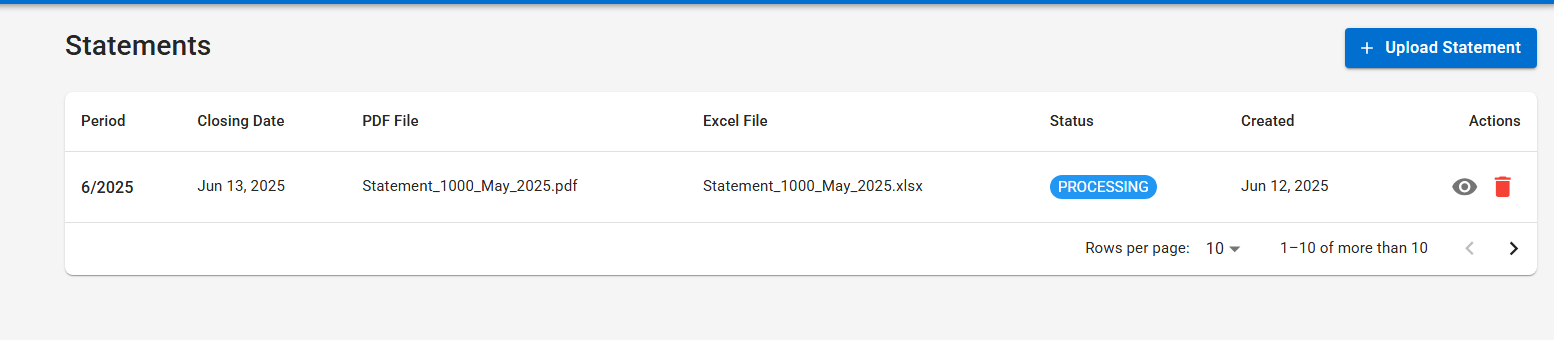 Statements
+ Upload Statement
Period Closing Date PDF File Excel File Status Created Actions
6/2025 Jun 13, 2025 Statement_1000_May_2025.pdf Statement_1000_May_2025.xlsx PROCESSING Jun 12, 2025
Rows per page: 10 1–10 of more than 10